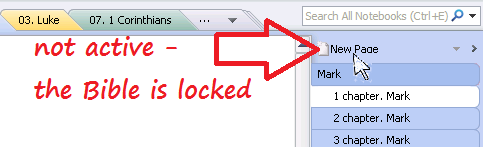 03. Luke
07. 1 Corinthians
...
Search All Notebooks (Ctrl+E)
not active -
the Bible is locked
New Page
Mark
1 chapter. Mark
2 chapter. Mark
3 chapter. Mark